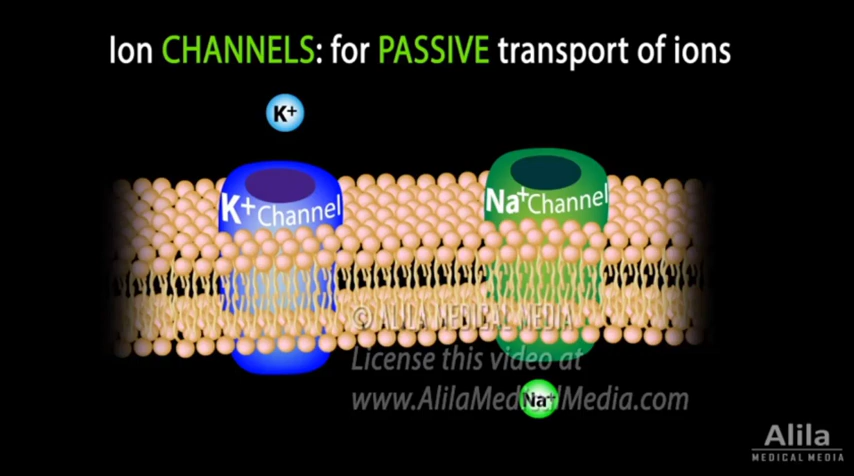 Ion CHANNELS: for PASSIVE transport of ions
K+
K+ Channel
Na+ Channel
© ALILA MEDICAL MEDIA
License this video at
www.AlilaMedicalMedia.com
Na+
Alila
MEDICAL MEDIA